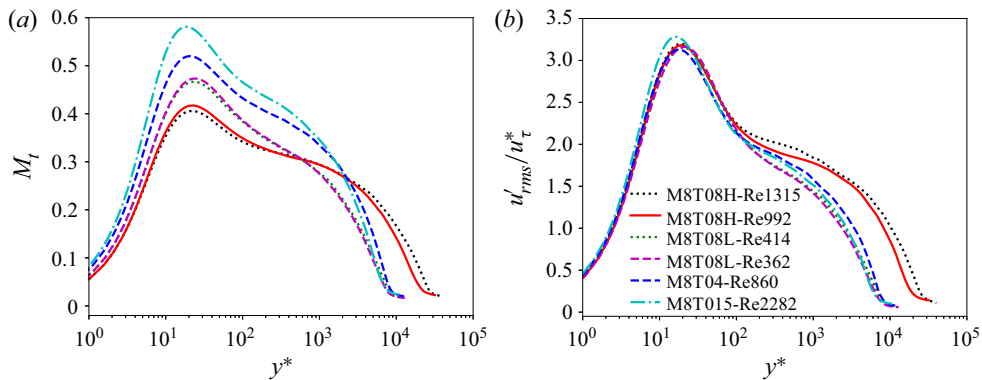 (a)
0.6
0.5
0.4
0.3
0.2
0.1
0
M_t
10^0 10^1 10^2 10^3 10^4 10^5
y*
(b)
3.5
3.0
2.5
2.0
1.5
1.0
0.5
0
u'_rms/u*_τ
M8T08H-Re1315
M8T08H-Re992
M8T08L-Re414
M8T08L-Re362
M8T04-Re860
M8T015-Re2282
10^0 10^1 10^2 10^3 10^4 10^5
y*